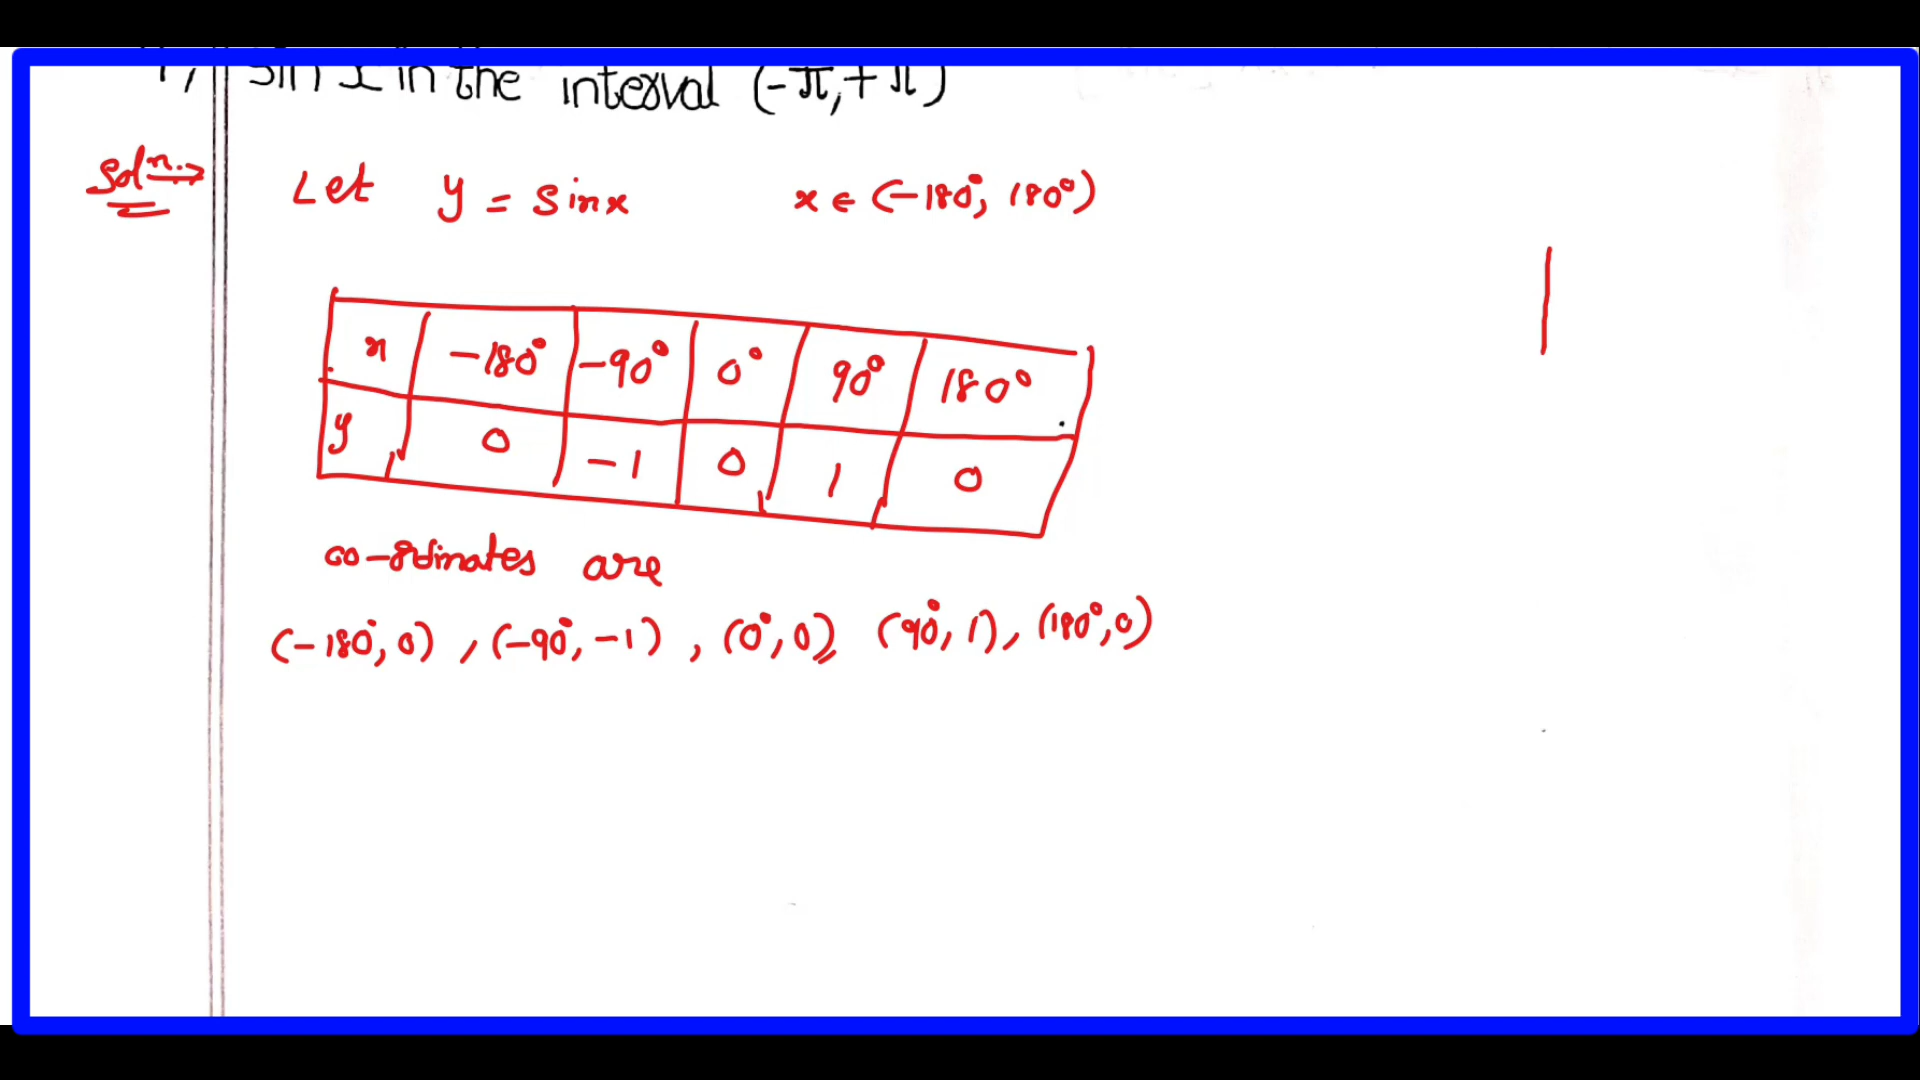 sin x in the interval (-π, +π)
Soln:→ Let y = sinx x ∈ (-180°, 180°)
x -180° -90° 0° 90° 180°
y 0 -1 0 1 0
co-ordinates are
(-180°, 0) , (-90°, -1) , (0°, 0), (90°, 1), (180°, 0)